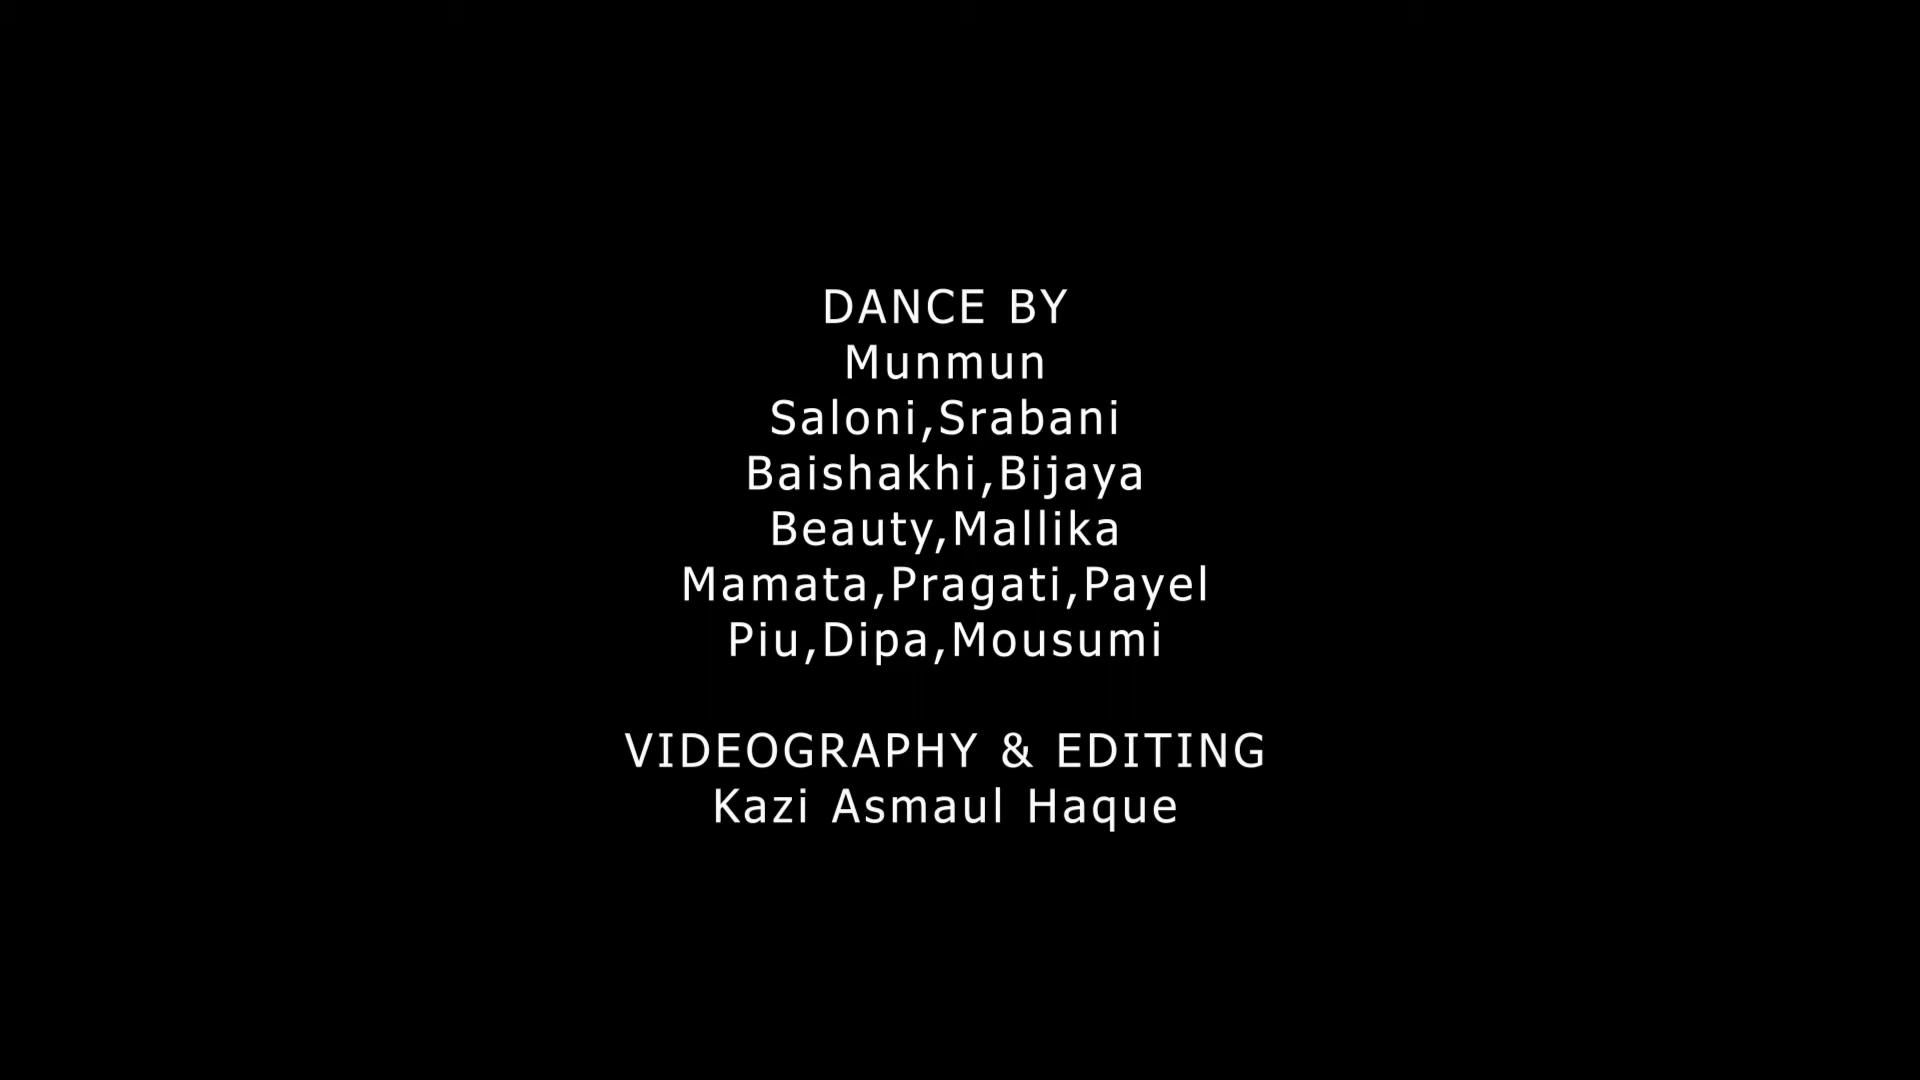 DANCE BY
Munmun
Saloni,Srabani
Baishakhi,Bijaya
Beauty,Mallika
Mamata,Pragati,Payel
Piu,Dipa,Mousumi
VIDEOGRAPHY & EDITING
Kazi Asmaul Haque